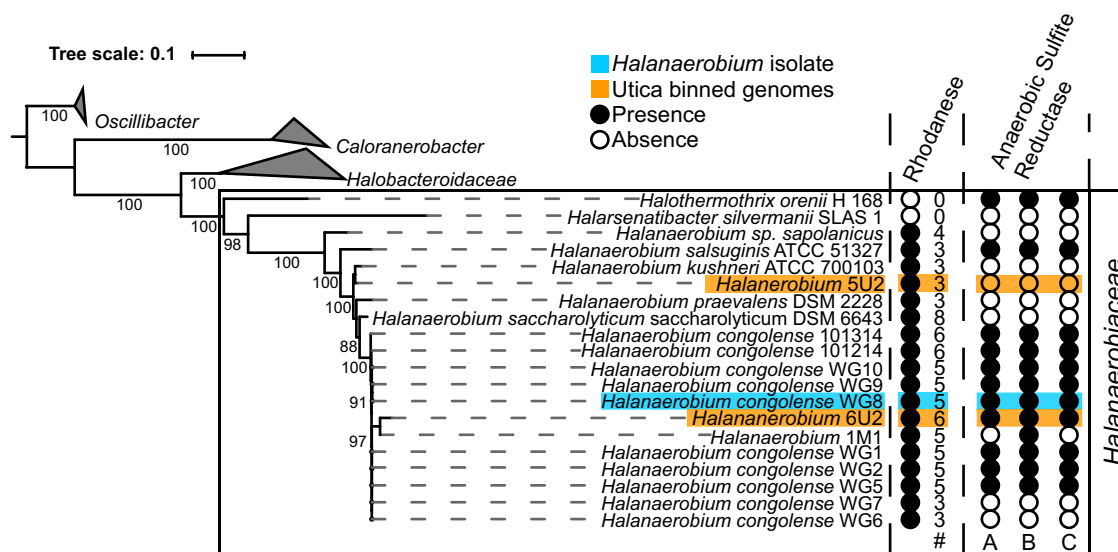 Tree scale: 0.1
Halanaerobium isolate
Utica binned genomes
Presence
Absence
Rhodanese
Anaerobic Sulfite
Reductase
100
Oscillibacter
100
Caloranerobacter
100
Halobacteroidaceae
100
100
98
100
100
100
88
100
91
97
Halothermothrix orenii H 168 0
Halarsenatibacter silvermanii SLAS 1 0
Halanaerobium sp. sapolanicus 4
Halanaerobium salsuginis ATCC 51327 3
Halanaerobium kushneri ATCC 700103 3
Halanerobium 5U2 3
Halanaerobium praevalens DSM 2228 3
Halanaerobium saccharolyticum saccharolyticum DSM 6643 8
Halanaerobium congolense 101314 6
Halanaerobium congolense 101214 6
Halanaerobium congolense WG10 5
Halanaerobium congolense WG9 5
Halanaerobium congolense WG8 5
Halananerobium 6U2 6
Halanaerobium 1M1 5
Halanaerobium congolense WG1 5
Halanaerobium congolense WG2 5
Halanaerobium congolense WG5 5
Halanaerobium congolense WG7 3
Halanaerobium congolense WG6 3
# A B C
Halanaerobiaceae